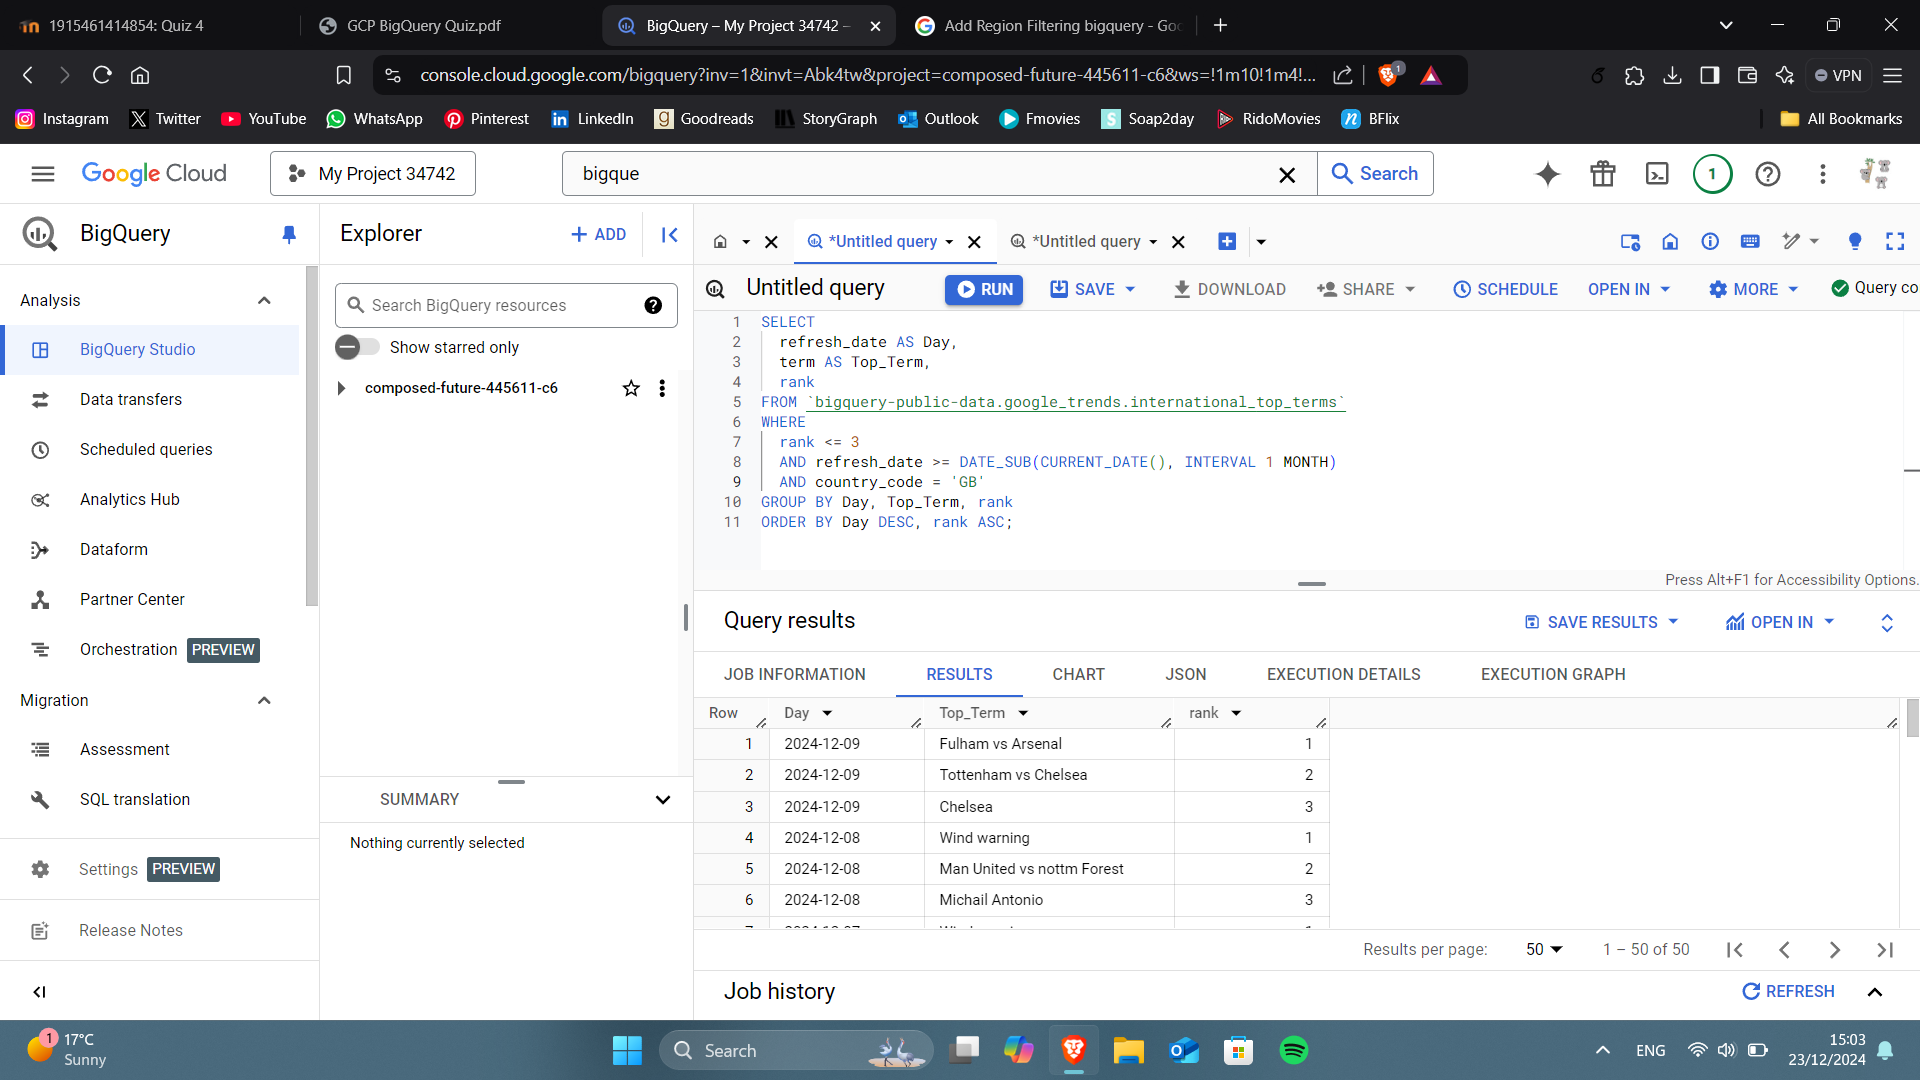 1915461414854: Quiz 4
GCP BigQuery Quiz.pdf
BigQuery – My Project 34742 –
Add Region Filtering bigquery - Goo
console.cloud.google.com/bigquery?inv=1&invt=Abk4tw&project=composed-future-445611-c6&ws=!1m10!1m4!...
1
VPN
Instagram
Twitter
YouTube
WhatsApp
Pinterest
LinkedIn
Goodreads
StoryGraph
Outlook
Fmovies
Soap2day
RidoMovies
BFlix
All Bookmarks
Google Cloud
My Project 34742
bigque
Search
1
BigQuery
Analysis
BigQuery Studio
Data transfers
Scheduled queries
Analytics Hub
Dataform
Partner Center
Orchestration PREVIEW
Migration
Assessment
SQL translation
Settings PREVIEW
Release Notes
Explorer
+ ADD
Search BigQuery resources
Show starred only
composed-future-445611-c6
SUMMARY
Nothing currently selected
*Untitled query
*Untitled query
Untitled query
RUN
SAVE
DOWNLOAD
SHARE
SCHEDULE
OPEN IN
MORE
Query co
1 SELECT
2 refresh_date AS Day,
3 term AS Top_Term,
4 rank
5 FROM `bigquery-public-data.google_trends.international_top_terms`
6 WHERE
7 rank <= 3
8 AND refresh_date >= DATE_SUB(CURRENT_DATE(), INTERVAL 1 MONTH)
9 AND country_code = 'GB'
10 GROUP BY Day, Top_Term, rank
11 ORDER BY Day DESC, rank ASC;
Press Alt+F1 for Accessibility Options.
Query results
SAVE RESULTS
OPEN IN
JOB INFORMATION
RESULTS
CHART
JSON
EXECUTION DETAILS
EXECUTION GRAPH
Row Day Top_Term rank
1 2024-12-09 Fulham vs Arsenal 1
2 2024-12-09 Tottenham vs Chelsea 2
3 2024-12-09 Chelsea 3
4 2024-12-08 Wind warning 1
5 2024-12-08 Man United vs nottm Forest 2
6 2024-12-08 Michail Antonio 3
Results per page: 50 1 – 50 of 50
Job history
REFRESH
1
17°C
Sunny
Search
ENG
15:03
23/12/2024